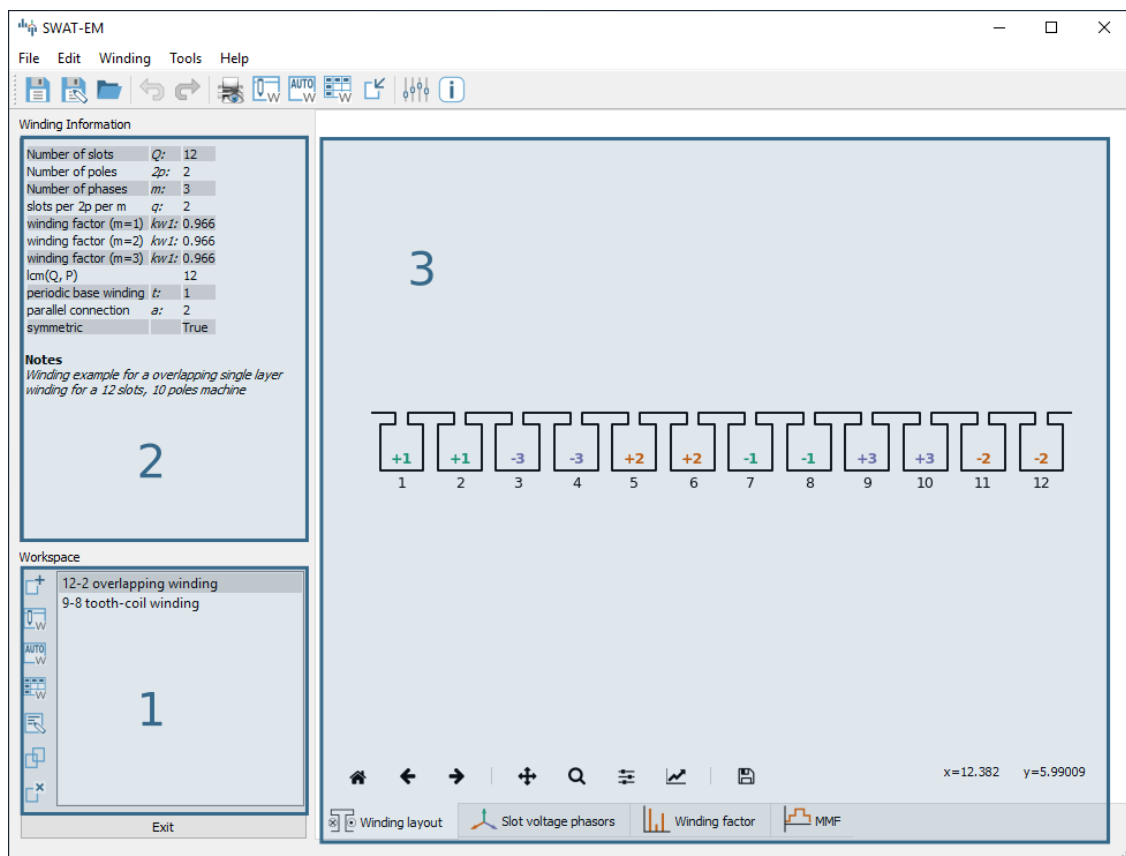 SWAT-EM
File Edit Winding Tools Help
AUTO W W W
Winding Information
Number of slots Q: 12
Number of poles 2p: 2
Number of phases m: 3
slots per 2p per m q: 2
winding factor (m=1) kw1: 0.966
winding factor (m=2) kw1: 0.966
winding factor (m=3) kw1: 0.966
lcm(Q, P) 12
periodic base winding t: 1
parallel connection a: 2
symmetric True
Notes
Winding example for a overlapping single layer
winding for a 12 slots, 10 poles machine
2
Workspace
12-2 overlapping winding
9-8 tooth-coil winding
W
AUTO
W
W
1
Exit
3
+1 +1 -3 -3 +2 +2 -1 -1 +3 +3 -2 -2
1 2 3 4 5 6 7 8 9 10 11 12
x=12.382 y=5.99009
Winding layout Slot voltage phasors Winding factor MMF